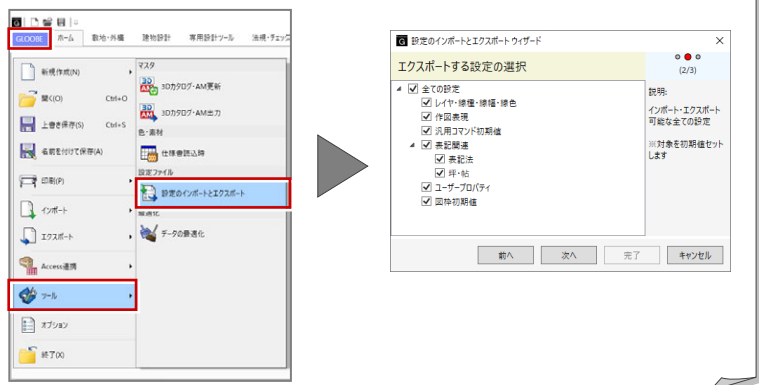 GLOOBE ホーム 敷地・外構 建物設計 専用設計ツール 法規・チェック
新規作成(N)
開く(O) Ctrl+O
上書き保存(S) Ctrl+S
名前を付けて保存(A)
印刷(P)
インポート
エクスポート
Access連携
ツール
オプション
終了(X)
マスタ
3Dカタログ・AM更新
3Dカタログ・AM出力
色・素材
仕様書読込時
設定ファイル
設定のインポートとエクスポート
最適化
データの最適化
設定のインポートとエクスポート ウィザード
エクスポートする設定の選択
(2/3)
全ての設定
レイヤ・線種・線幅・線色
作図表現
汎用コマンド初期値
表記関連
表記法
坪・帖
ユーザープロパティ
図枠初期値
説明:
インポート・エクスポート
可能な全ての設定
※対象を初期値セット
します
前へ 次へ 完了 キャンセル